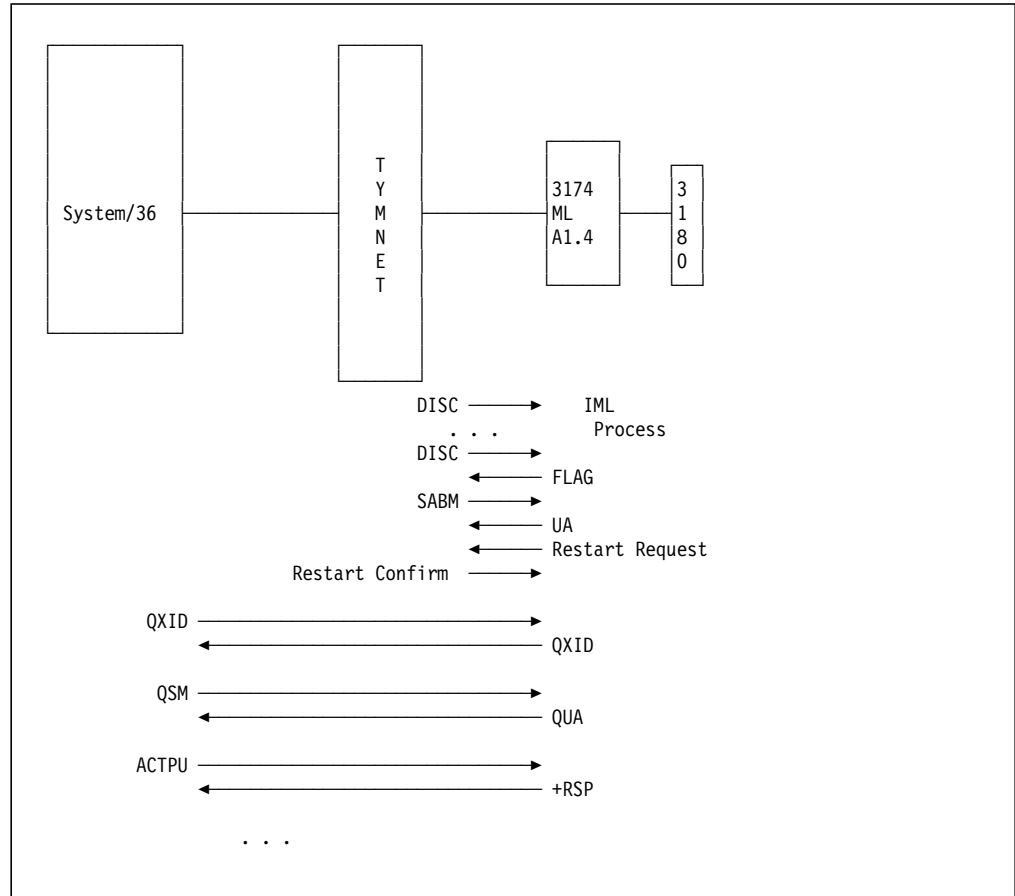 T
Y
M
N
E
T
System/36
3174
ML
A1.4
3
1
8
0
DISC
IML
. . .
Process
DISC
FLAG
SABM
UA
Restart Request
Restart Confirm
QXID
QXID
QSM
QUA
ACTPU
+RSP
. . .